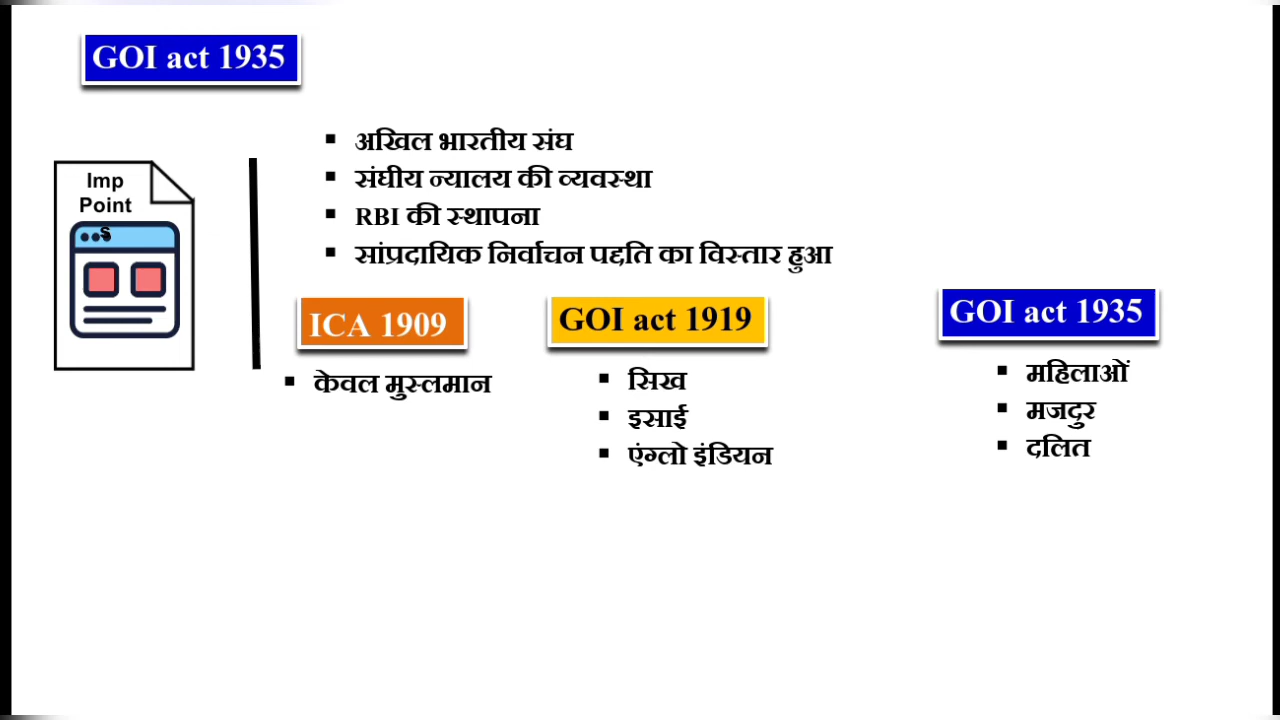 GOI act 1935
Imp
Point
s
▪ अखिल भारतीय संघ
▪ संघीय न्यालय की व्यवस्था
▪ RBI की स्थापना
▪ सांप्रदायिक निर्वाचन पद्दति का विस्तार हुआ
ICA 1909
▪ केवल मुस्लमान
GOI act 1919
▪ सिख
▪ इसाई
▪ एंग्लो इंडियन
GOI act 1935
▪ महिलाओं
▪ मजदुर
▪ दलित